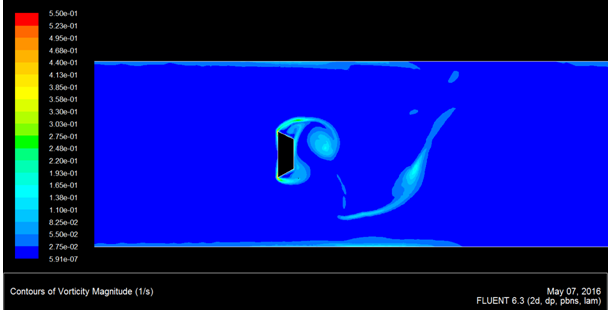 5.50e-01
5.23e-01
4.95e-01
4.68e-01
4.40e-01
4.13e-01
3.85e-01
3.58e-01
3.30e-01
3.03e-01
2.75e-01
2.48e-01
2.20e-01
1.93e-01
1.65e-01
1.38e-01
1.10e-01
8.25e-02
5.50e-02
2.75e-02
5.91e-07
Contours of Vorticity Magnitude (1/s)
May 07, 2016
FLUENT 6.3 (2d, dp, pbns, lam)